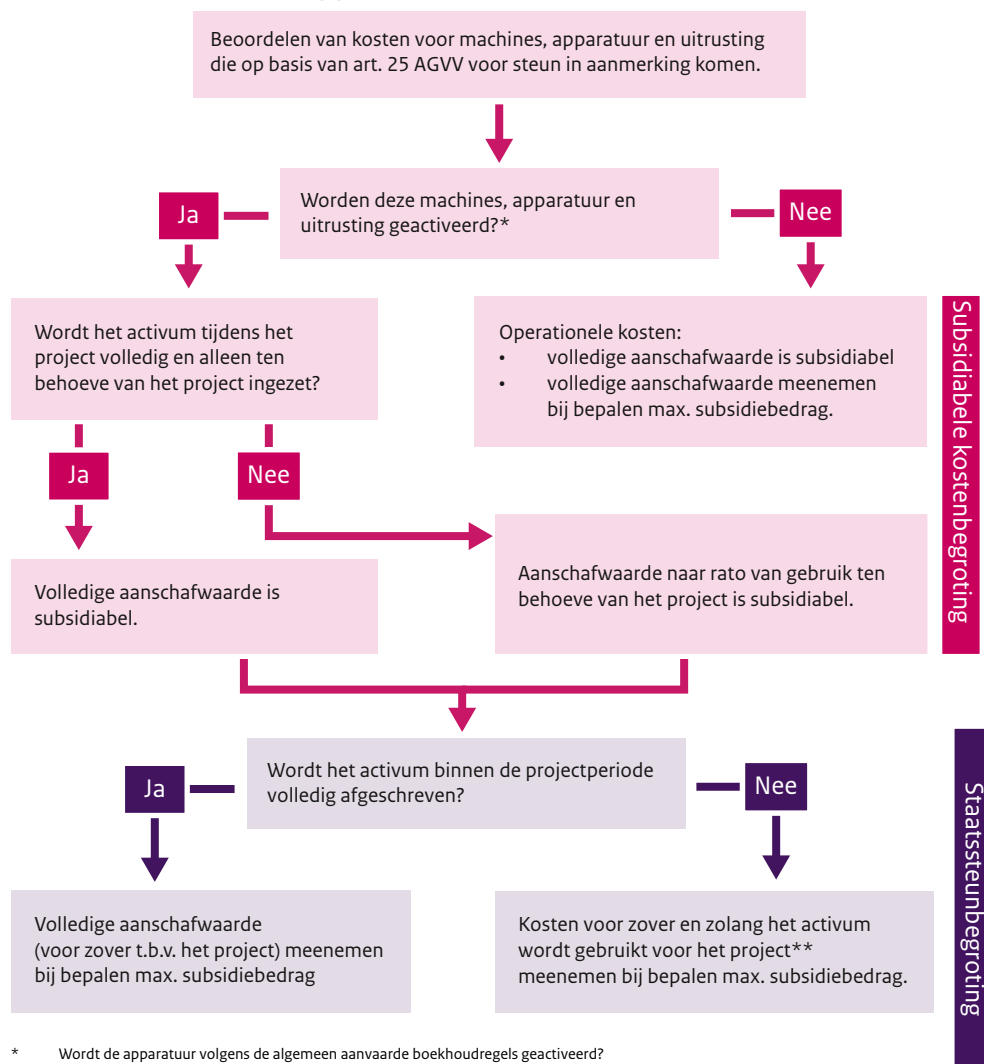 Beoordelen van kosten voor machines, apparatuur en uitrusting
die op basis van art. 25 AGVV voor steun in aanmerking komen.
Ja
Worden deze machines, apparatuur en
uitrusting geactiveerd?*
Nee
Wordt het activum tijdens het
project volledig en alleen ten
behoeve van het project ingezet?
Operationele kosten:
• volledige aanschafwaarde is subsidiabel
• volledige aanschafwaarde meenemen
bij bepalen max. subsidiebedrag.
Subsidiabele kostenbegroting
Ja
Nee
Volledige aanschafwaarde is
subsidiabel.
Aanschafwaarde naar rato van gebruik ten
behoeve van het project is subsidiabel.
Ja
Wordt het activum binnen de projectperiode
volledig afgeschreven?
Nee
Staatssteunbegroting
Volledige aanschafwaarde
(voor zover t.b.v. het project) meenemen
bij bepalen max. subsidiebedrag
Kosten voor zover en zolang het activum
wordt gebruikt voor het project**
meenemen bij bepalen max. subsidiebedrag.
* Wordt de apparatuur volgens de algemeen aanvaarde boekhoudregels geactiveerd?